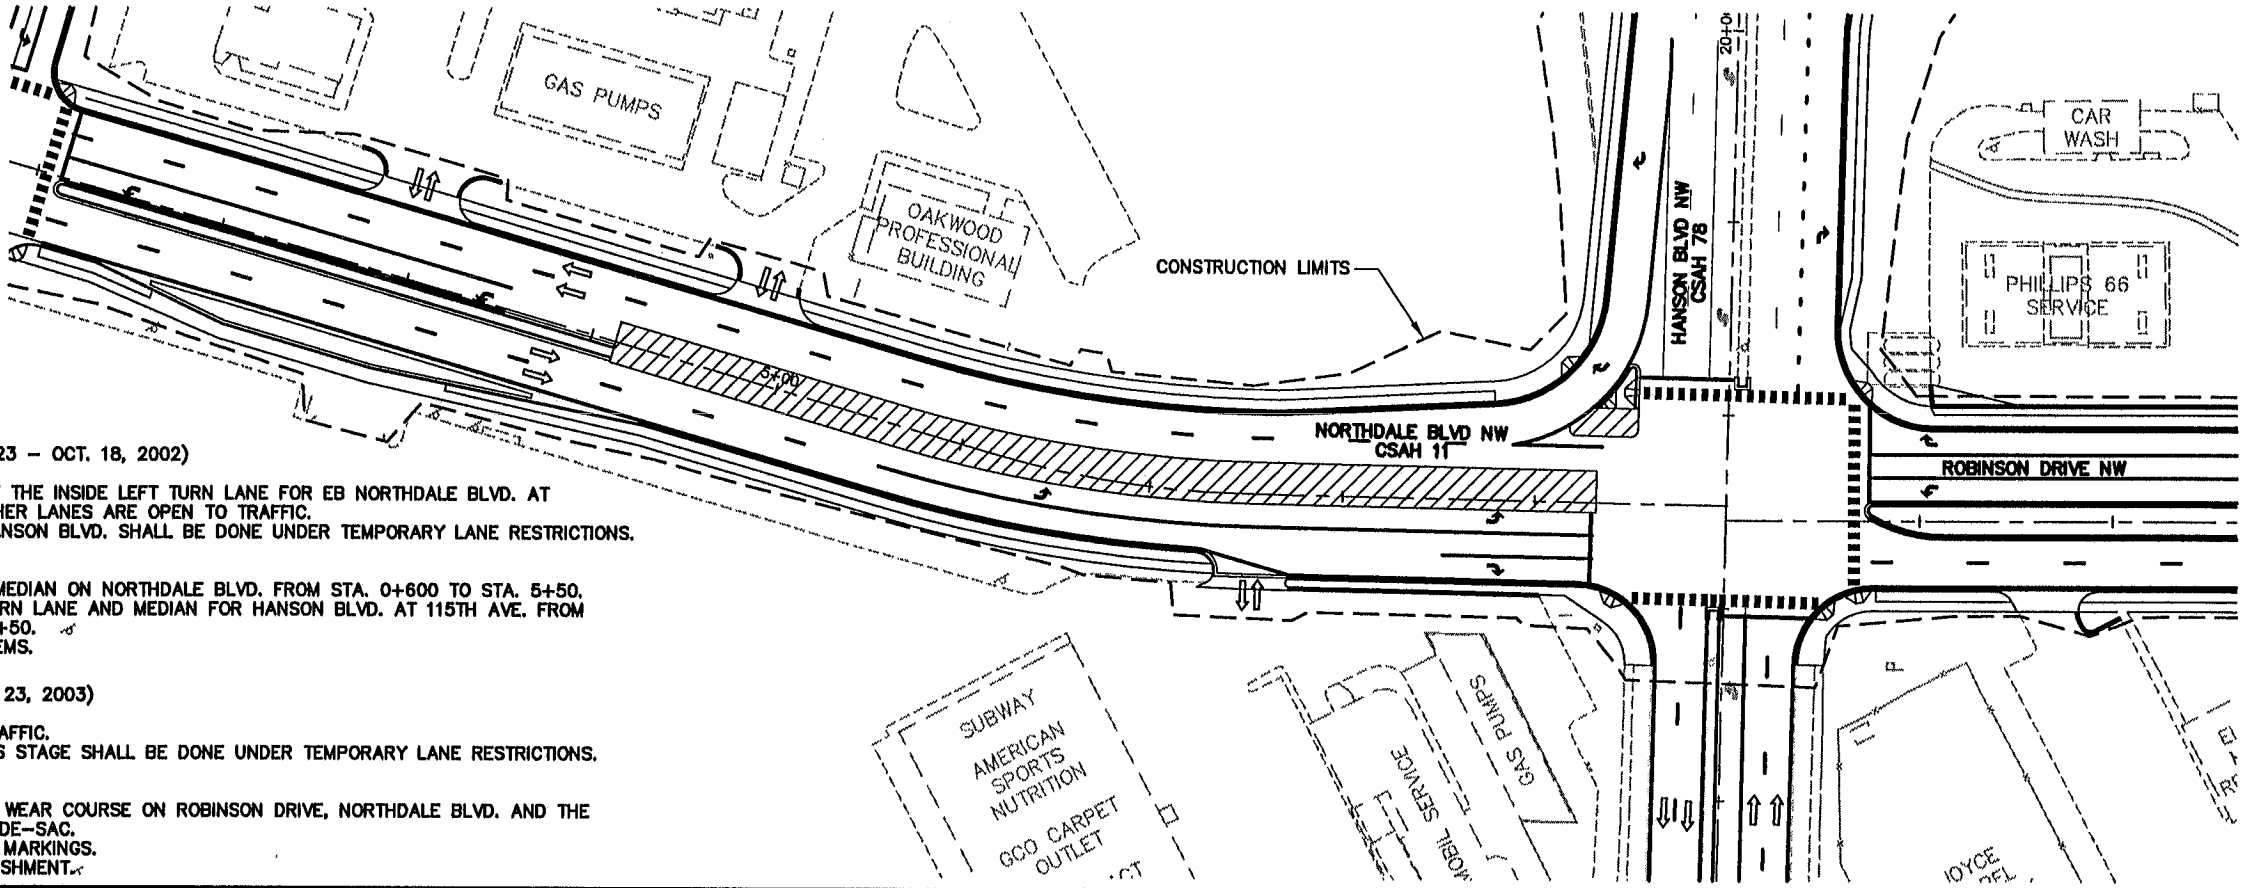 GAS PUMPS
OAKWOOD
PROFESSIONAL
BUILDING
CONSTRUCTION LIMITS
HANSON BLVD NW
CSAH 78
20+0
CAR
WASH
PHILLIPS 66
SERVICE
5+00
NORTHDALE BLVD NW
CSAH 11
ROBINSON DRIVE NW
23 - OCT. 18, 2002)
THE INSIDE LEFT TURN LANE FOR EB NORTHDALE BLVD. AT
HER LANES ARE OPEN TO TRAFFIC.
NSON BLVD. SHALL BE DONE UNDER TEMPORARY LANE RESTRICTIONS.
MEDIAN ON NORTHDALE BLVD. FROM STA. 0+600 TO STA. 5+50.
RN LANE AND MEDIAN FOR HANSON BLVD. AT 115TH AVE. FROM
+50.
EMS.
23, 2003)
AFFIC.
S STAGE SHALL BE DONE UNDER TEMPORARY LANE RESTRICTIONS.
WEAR COURSE ON ROBINSON DRIVE, NORTHDALE BLVD. AND THE
DE-SAC.
MARKINGS.
SHMENT.
SUBWAY
AMERICAN
SPORTS
NUTRITION
GCO CARPET
OUTLET
CT
MOBIL SERVICE
GAS PUMPS
JOYCE